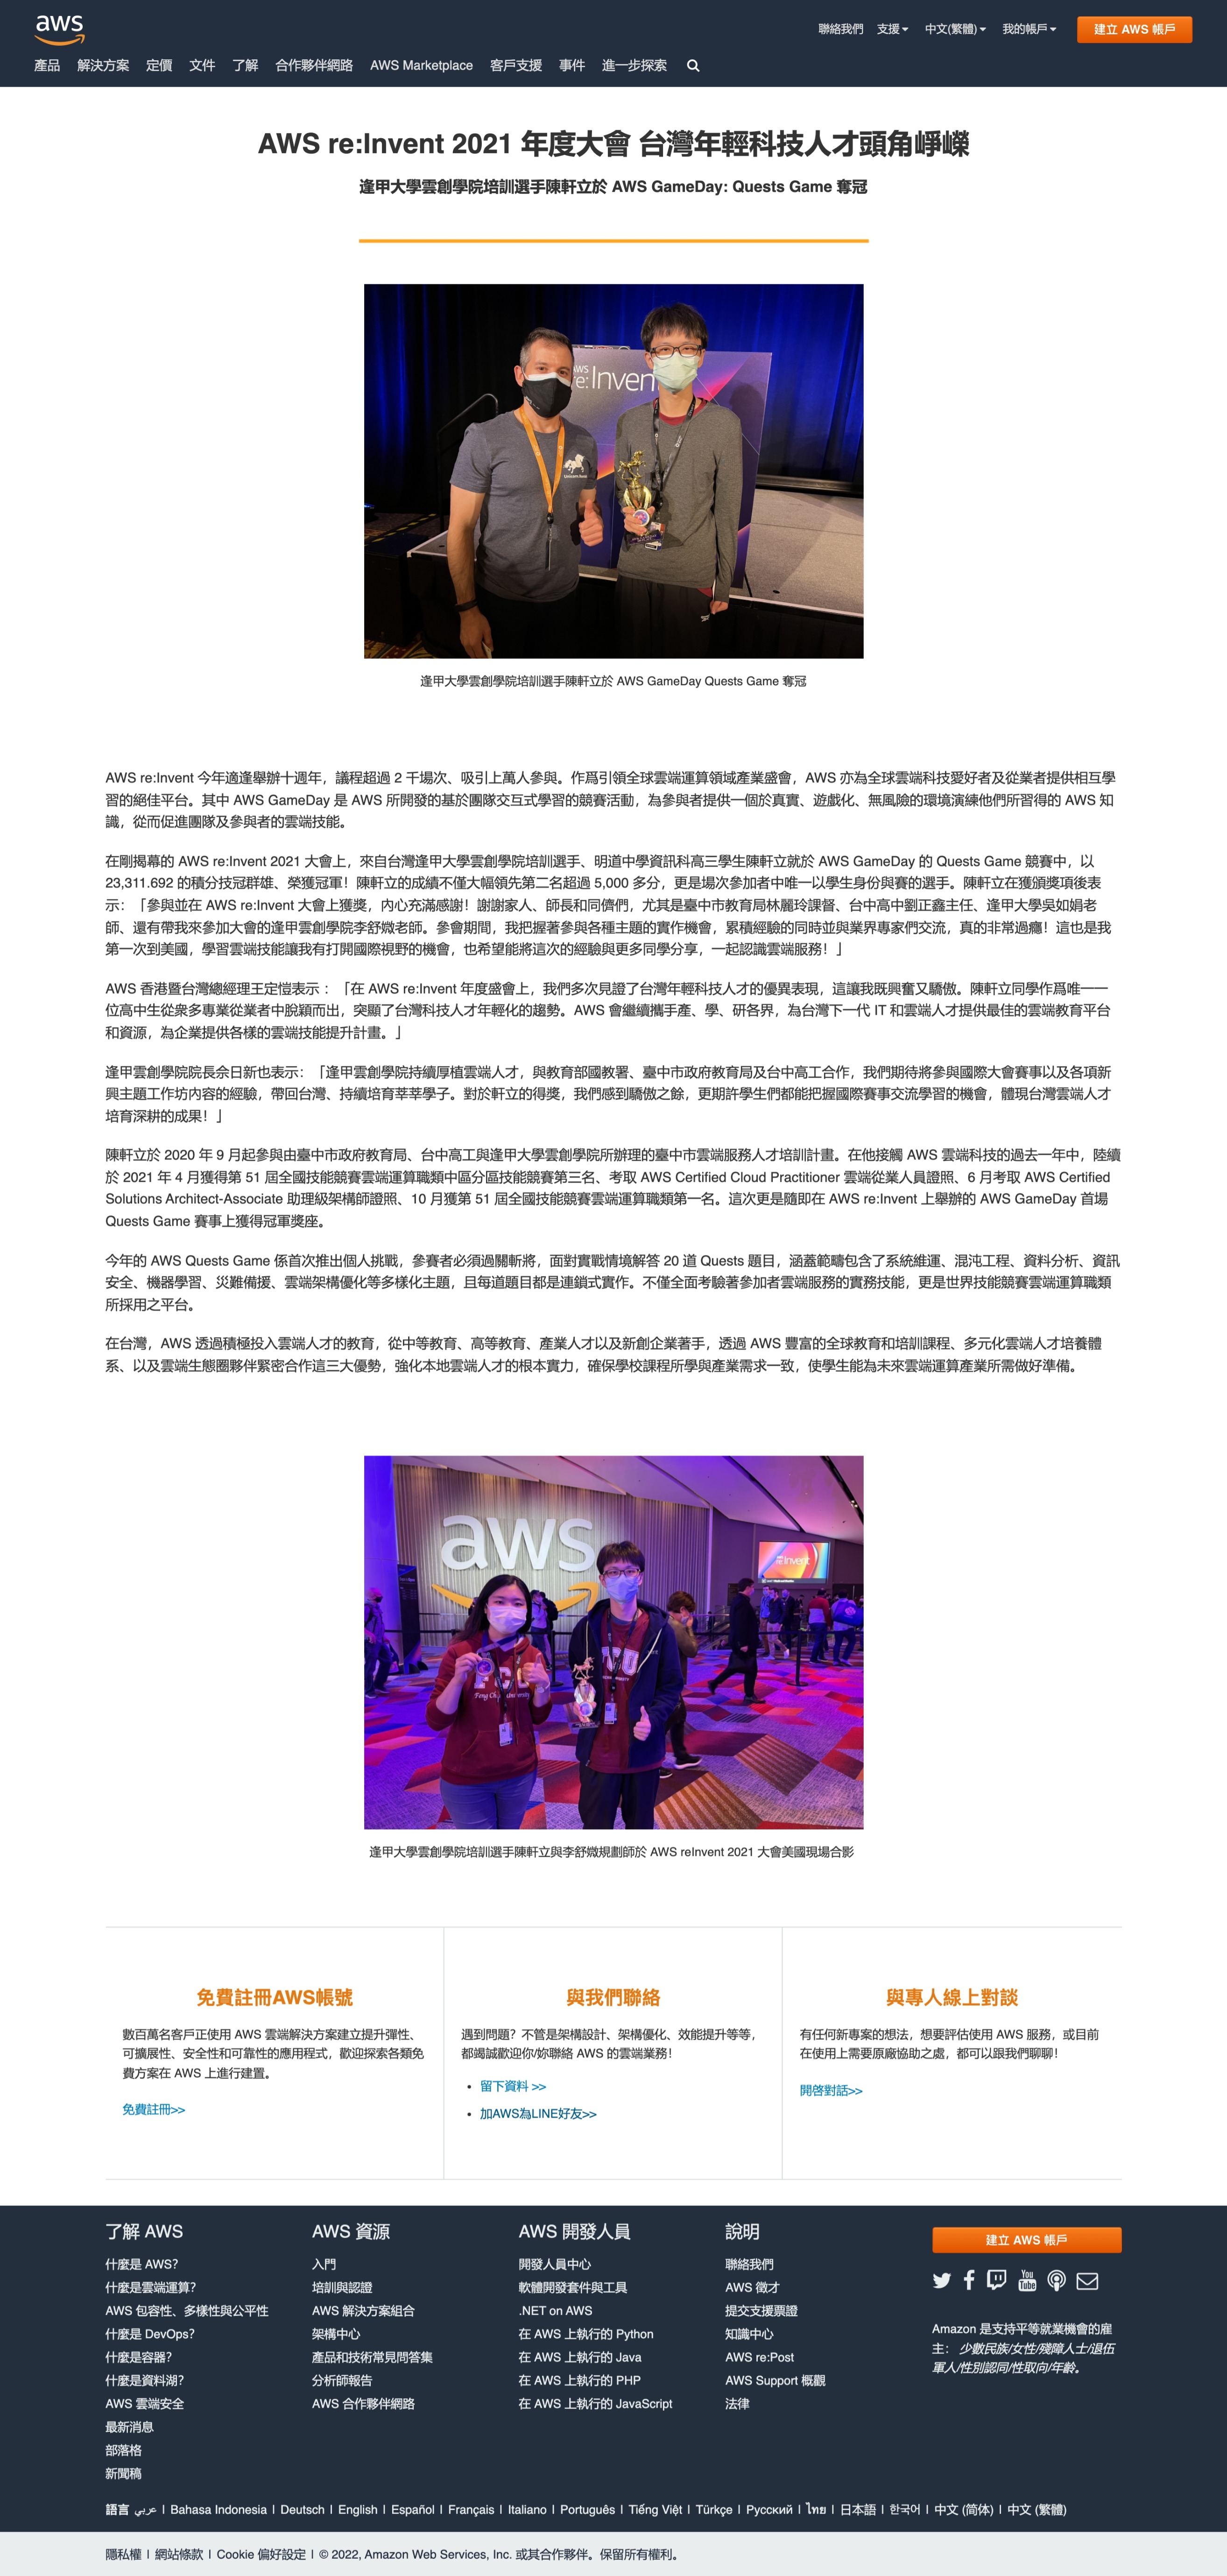 aws
聯絡我們 支援 中文(繁體) 我的帳戶 建立 AWS 帳戶
產品 解決方案 定價 文件 了解 合作夥伴網路 AWS Marketplace 客戶支援 事件 進一步探索
AWS re:Invent 2021 年度大會 台灣年輕科技人才頭角崢嶸
逢甲大學雲創學院培訓選手陳軒立於 AWS GameDay: Quests Game 奪冠
aws
re:Invent
逢甲大學雲創學院培訓選手陳軒立於 AWS GameDay Quests Game 奪冠
AWS re:Invent 今年適逢舉辦十週年，議程超過 2 千場次、吸引上萬人參與。作爲引領全球雲端運算領域產業盛會，AWS 亦為全球雲端科技愛好者及從業者提供相互學
習的絕佳平台。其中 AWS GameDay 是 AWS 所開發的基於團隊交互式學習的競賽活動，為參與者提供一個於真實、遊戲化、無風險的環境演練他們所習得的 AWS 知
識，從而促進團隊及參與者的雲端技能。
在剛揭幕的 AWS re:Invent 2021 大會上，來自台灣逢甲大學雲創學院培訓選手、明道中學資訊科高三學生陳軒立就於 AWS GameDay 的 Quests Game 競賽中，以
23,311.692 的積分技冠群雄、榮獲冠軍！陳軒立的成績不僅大幅領先第二名超過 5,000 多分，更是場次參加者中唯一以學生身份與賽的選手。陳軒立在獲頒獎項後表
示：「參與並在 AWS re:Invent 大會上獲獎，內心充滿感謝！謝謝家人、師長和同儕們，尤其是臺中市教育局林麗玲課督、台中高中劉正鑫主任、逢甲大學吳如娟老
師、還有帶我來參加大會的逢甲雲創學院李舒媺老師。參會期間，我把握著參與各種主題的實作機會，累積經驗的同時並與業界專家們交流，真的非常過癮！這也是我
第一次到美國，學習雲端技能讓我有打開國際視野的機會，也希望能將這次的經驗與更多同學分享，一起認識雲端服務！」
AWS 香港暨台灣總經理王定愷表示 ：「在 AWS re:Invent 年度盛會上，我們多次見證了台灣年輕科技人才的優異表現，這讓我既興奮又驕傲。陳軒立同學作爲唯一一
位高中生從衆多專業從業者中脫穎而出，突顯了台灣科技人才年輕化的趨勢。AWS 會繼續攜手產、學、研各界，為台灣下一代 IT 和雲端人才提供最佳的雲端教育平台
和資源，為企業提供各樣的雲端技能提升計畫。」
逢甲雲創學院院長佘日新也表示：「逢甲雲創學院持續厚植雲端人才，與教育部國教署、臺中市政府教育局及台中高工合作，我們期待將參與國際大會賽事以及各項新
興主題工作坊內容的經驗，帶回台灣、持續培育莘莘學子。對於軒立的得獎，我們感到驕傲之餘，更期許學生們都能把握國際賽事交流學習的機會，體現台灣雲端人才
培育深耕的成果！」
陳軒立於 2020 年 9 月起參與由臺中市政府教育局、台中高工與逢甲大學雲創學院所辦理的臺中市雲端服務人才培訓計畫。在他接觸 AWS 雲端科技的過去一年中，陸續
於 2021 年 4 月獲得第 51 屆全國技能競賽雲端運算職類中區分區技能競賽第三名、考取 AWS Certified Cloud Practitioner 雲端從業人員證照、6 月考取 AWS Certified
Solutions Architect-Associate 助理級架構師證照、10 月獲第 51 屆全國技能競賽雲端運算職類第一名。這次更是隨即在 AWS re:Invent 上舉辦的 AWS GameDay 首場
Quests Game 賽事上獲得冠軍獎座。
今年的 AWS Quests Game 係首次推出個人挑戰，參賽者必須過關斬將，面對實戰情境解答 20 道 Quests 題目，涵蓋範疇包含了系統維運、混沌工程、資料分析、資訊
安全、機器學習、災難備援、雲端架構優化等多樣化主題，且每道題目都是連鎖式實作。不僅全面考驗著參加者雲端服務的實務技能，更是世界技能競賽雲端運算職類
所採用之平台。
在台灣，AWS 透過積極投入雲端人才的教育，從中等教育、高等教育、產業人才以及新創企業著手，透過 AWS 豐富的全球教育和培訓課程、多元化雲端人才培養體
系、以及雲端生態圈夥伴緊密合作這三大優勢，強化本地雲端人才的根本實力，確保學校課程所學與產業需求一致，使學生能為未來雲端運算產業所需做好準備。
aws
re:Invent
逢甲大學雲創學院培訓選手陳軒立與李舒媺規劃師於 AWS reInvent 2021 大會美國現場合影
免費註冊AWS帳號
數百萬名客戶正使用 AWS 雲端解決方案建立提升彈性、
可擴展性、安全性和可靠性的應用程式，歡迎探索各類免
費方案在 AWS 上進行建置。
免費註冊>>
與我們聯絡
遇到問題？不管是架構設計、架構優化、效能提升等等，
都竭誠歡迎你/妳聯絡 AWS 的雲端業務！
• 留下資料 >>
• 加AWS為LINE好友>>
與專人線上對談
有任何新專案的想法，想要評估使用 AWS 服務，或目前
在使用上需要原廠協助之處，都可以跟我們聊聊！
開啓對話>>
了解 AWS
什麼是 AWS？
什麼是雲端運算？
AWS 包容性、多樣性與公平性
什麼是 DevOps？
什麼是容器？
什麼是資料湖？
AWS 雲端安全
最新消息
部落格
新聞稿
AWS 資源
入門
培訓與認證
AWS 解決方案組合
架構中心
產品和技術常見問答集
分析師報告
AWS 合作夥伴網路
AWS 開發人員
開發人員中心
軟體開發套件與工具
.NET on AWS
在 AWS 上執行的 Python
在 AWS 上執行的 Java
在 AWS 上執行的 PHP
在 AWS 上執行的 JavaScript
說明
聯絡我們
AWS 徵才
提交支援票證
知識中心
AWS re:Post
AWS Support 概觀
法律
建立 AWS 帳戶
You Tube
Amazon 是支持平等就業機會的雇
主： 少數民族/女性/殘障人士/退伍
軍人/性別認同/性取向/年齡。
語言 عربي | Bahasa Indonesia | Deutsch | English | Español | Français | Italiano | Português | Tiếng Việt | Türkçe | Ρусский | ไทย | 日本語 | 한국어 | 中文 (简体) | 中文 (繁體)
隱私權 | 網站條款 | Cookie 偏好設定 | © 2022, Amazon Web Services, Inc. 或其合作夥伴。保留所有權利。